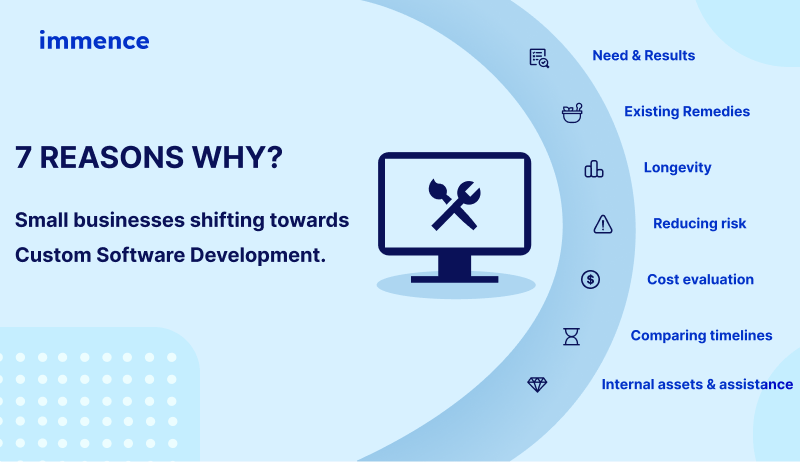 immence
7 REASONS WHY?
Small businesses shifting towards
Custom Software Development.
Need & Results
Existing Remedies
Longevity
Reducing risk
Cost evaluation
Comparing timelines
Internal assets & assistance